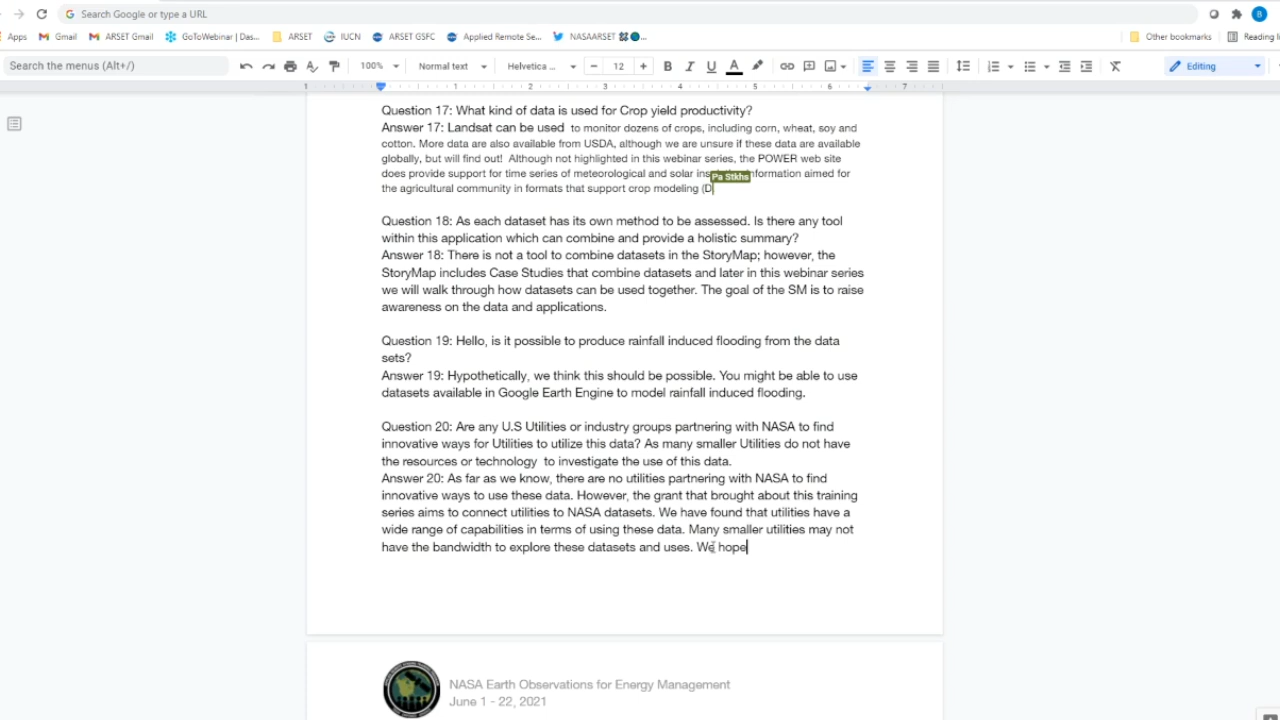 Search Google or type a URL
B
Apps
Gmail
ARSET Gmail
GoToWebinar | Das...
ARSET
IUCN
ARSET GSFC
Applied Remote Se...
NASAARSET
Other bookmarks
Reading li
Search the menus (Alt+/)
100%
Normal text
Helvetica ...
12
B I U A
Editing
1 1 2 3 4 5 6 7
Question 17: What kind of data is used for Crop yield productivity?
Answer 17: Landsat can be used to monitor dozens of crops, including corn, wheat, soy and
cotton. More data are also available from USDA, although we are unsure if these data are available
globally, but will find out! Although not highlighted in this webinar series, the POWER web site
does provide support for time series of meteorological and solar information aimed for
Pa Stkhs
the agricultural community in formats that support crop modeling (D
Question 18: As each dataset has its own method to be assessed. Is there any tool
within this application which can combine and provide a holistic summary?
Answer 18: There is not a tool to combine datasets in the StoryMap; however, the
StoryMap includes Case Studies that combine datasets and later in this webinar series
we will walk through how datasets can be used together. The goal of the SM is to raise
awareness on the data and applications.
Question 19: Hello, is it possible to produce rainfall induced flooding from the data
sets?
Answer 19: Hypothetically, we think this should be possible. You might be able to use
datasets available in Google Earth Engine to model rainfall induced flooding.
Question 20: Are any U.S Utilities or industry groups partnering with NASA to find
innovative ways for Utilities to utilize this data? As many smaller Utilities do not have
the resources or technology to investigate the use of this data.
Answer 20: As far as we know, there are no utilities partnering with NASA to find
innovative ways to use these data. However, the grant that brought about this training
series aims to connect utilities to NASA datasets. We have found that utilities have a
wide range of capabilities in terms of using these data. Many smaller utilities may not
have the bandwidth to explore these datasets and uses. We hope
NASA Earth Observations for Energy Management
June 1 - 22, 2021